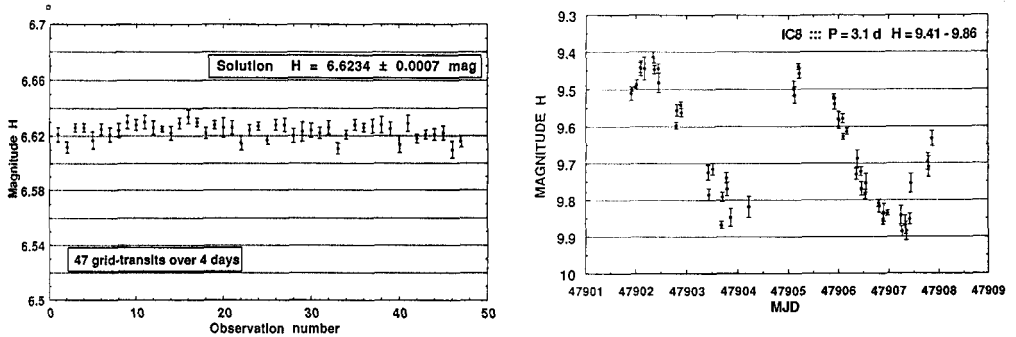 6.7
6.66
6.62
6.58
6.54
6.5
Magnitude H
Solution H = 6.6234 ± 0.0007 mag
47 grid-transits over 4 days
0 10 20 30 40 50
Observation number
9.3
9.4
9.5
9.6
9.7
9.8
9.9
10
MAGNITUDE H
IC8 ::: P = 3.1 d H = 9.41 - 9.86
47901 47902 47903 47904 47905 47906 47907 47908 47909
MJD